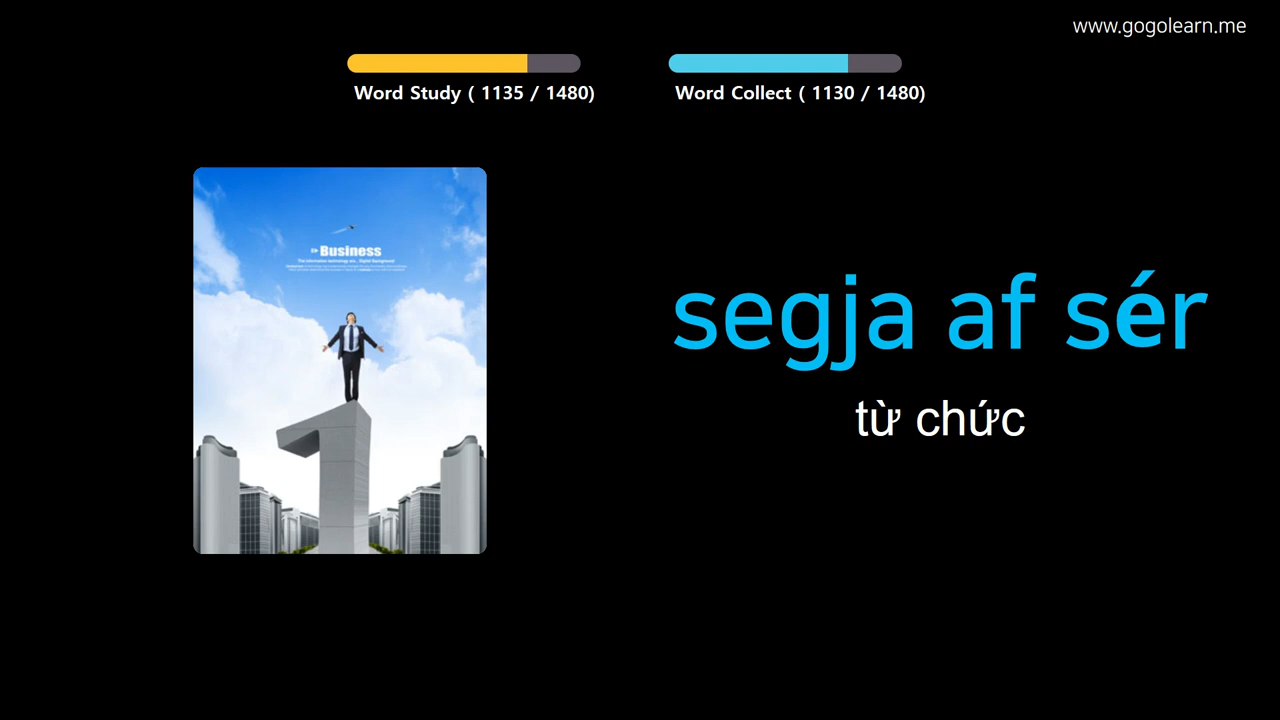 www.gogolearn.me
Word Study ( 1135 / 1480)
Word Collect ( 1130 / 1480)
Business
segja af sér
từ chức